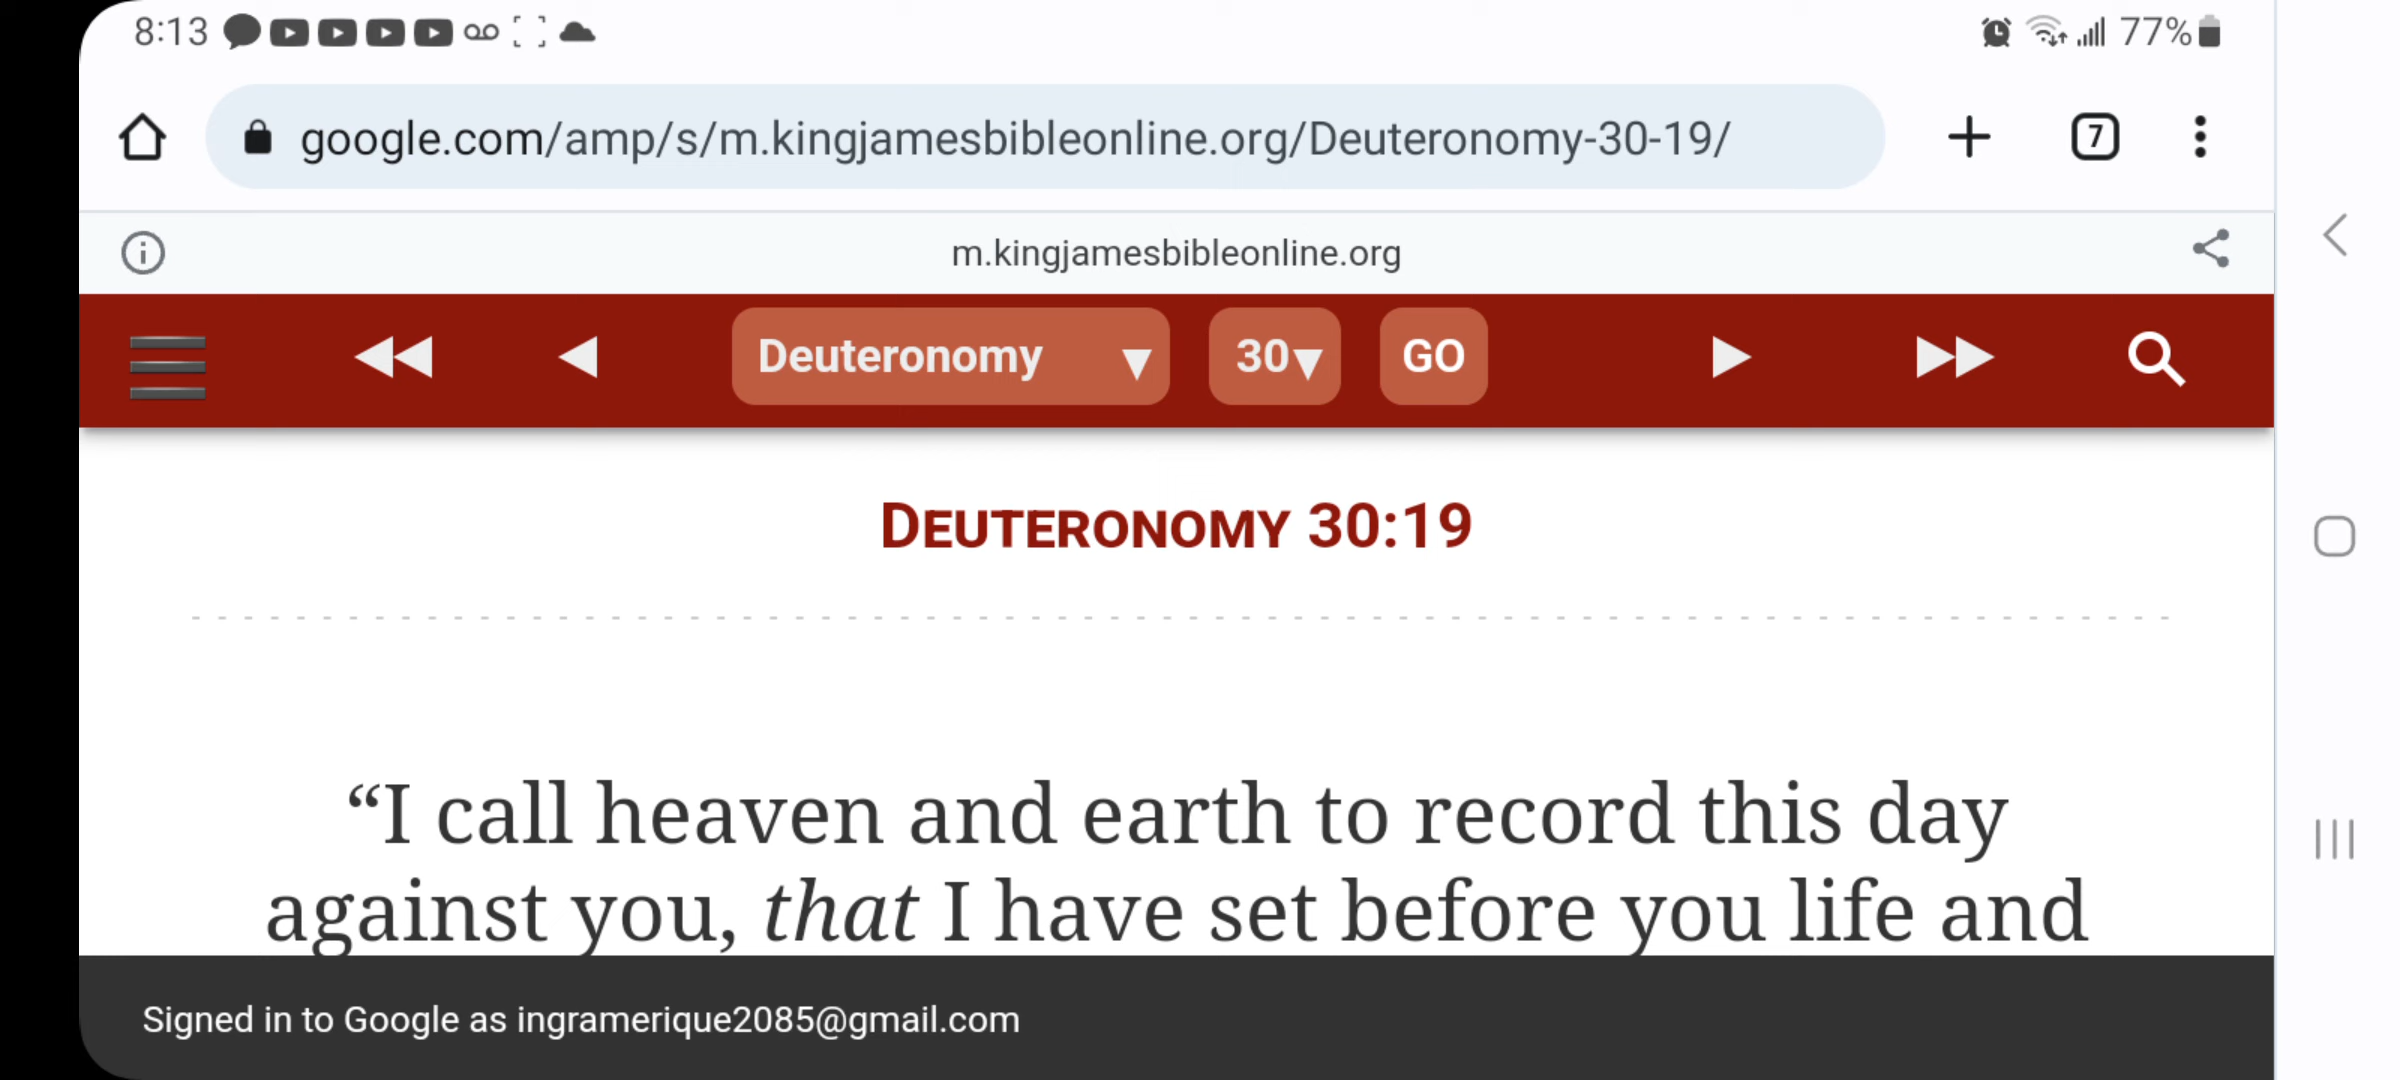 8:13 77%
google.com/amp/s/m.kingjamesbibleonline.org/Deuteronomy-30-19/ 7
m.kingjamesbibleonline.org
Deuteronomy 30 GO
DEUTERONOMY 30:19
“I call heaven and earth to record this day
against you, that I have set before you life and
Signed in to Google as ingramerique2085@gmail.com